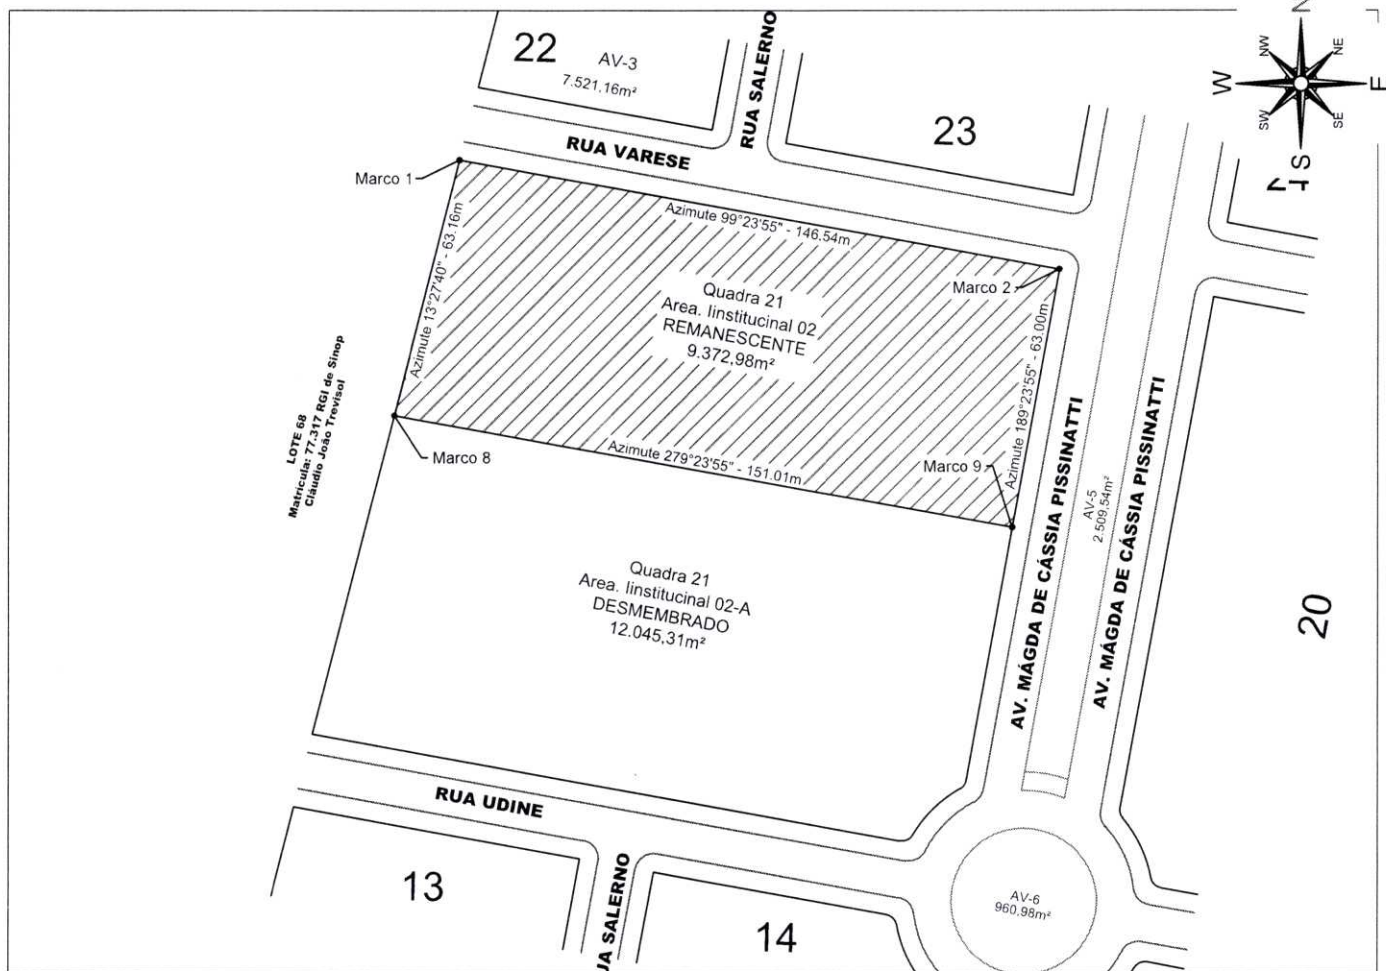 22
AV-3
7.521,16m²
RUA SALERNO
23
N
NW
NE
W
E
SW
SE
S
RUA VARESE
Marco 1
Azimute 99°23'55" - 146.54m
Azimute 13°27'40" - 63.16m
Quadra 21
Area. Iinstitucinal 02
REMANESCENTE
9.372,98m²
Marco 2
Azimute 189°23'55" - 63.00m
LOTE 68
Matricula: 77.317 RGI de Sinop
Cláudio João Trevisol
Marco 8
Azimute 279°23'55" - 151.01m
Marco 9
AV. MÁGDA DE CÁSSIA PISSINATTI
AV-5
2.509,54m²
AV. MÁGDA DE CÁSSIA PISSINATTI
Quadra 21
Area. Iinstitucinal 02-A
DESMEMBRADO
12.045,31m²
20
RUA UDINE
13
RUA SALERNO
14
AV-6
960,98m²